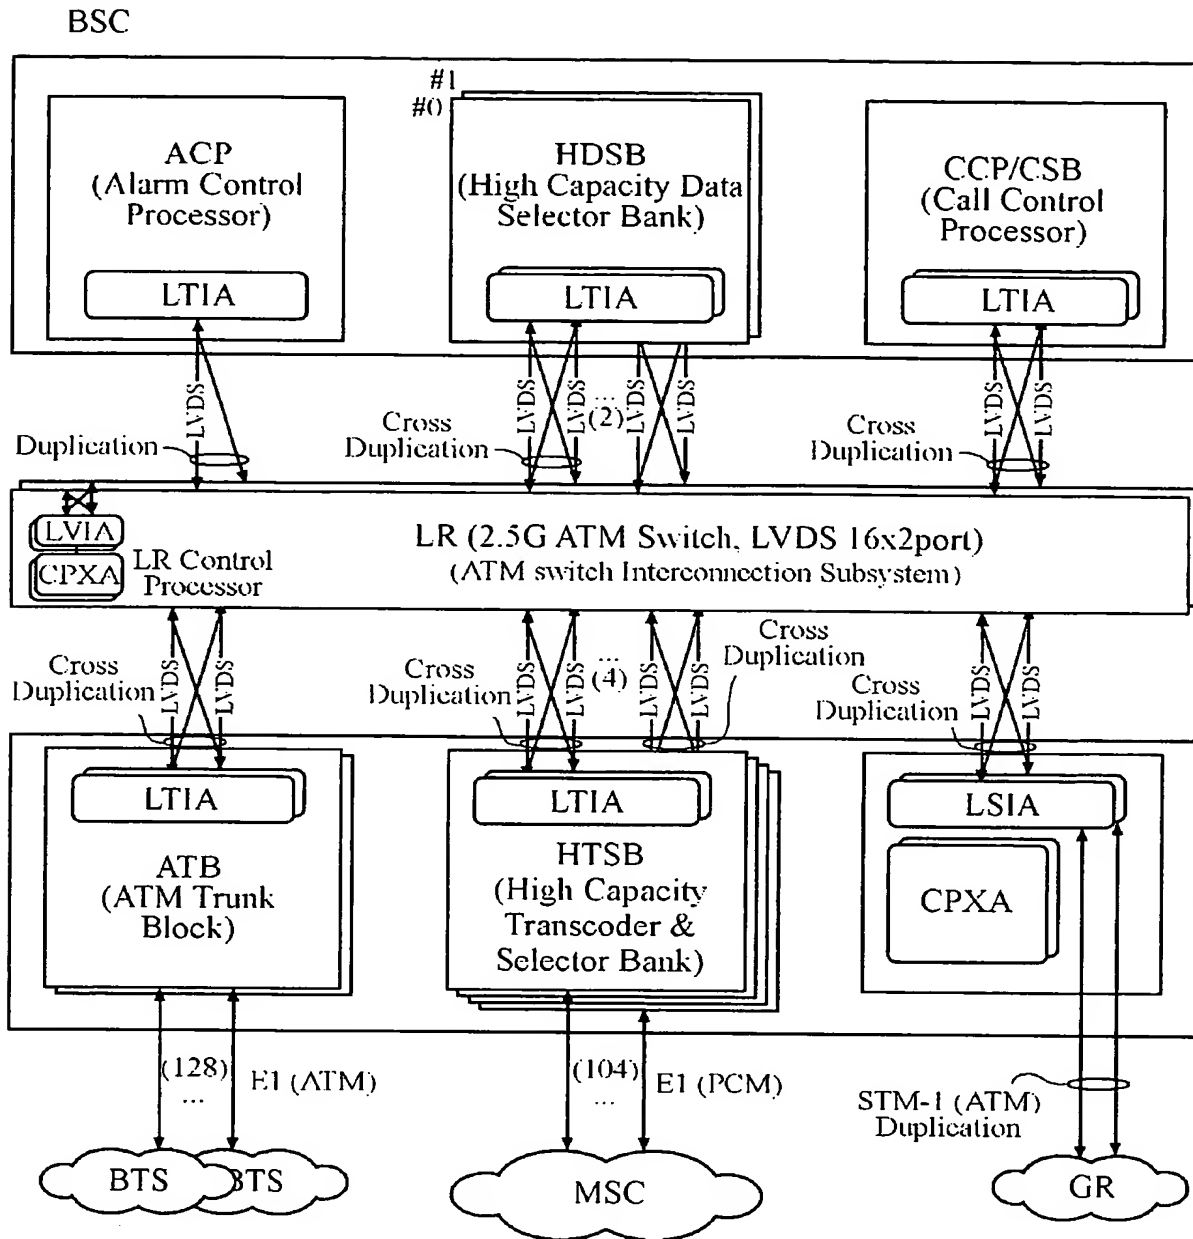 BSC
#1
#0
ACP
(Alarm Control
Processor)
LTIA
HDSB
(High Capacity Data
Selector Bank)
LTIA
CCP/CSB
(Call Control
Processor)
LTIA
LVDS
Duplication
LVDS
LVDS
...
(2)
LVDS
LVDS
Cross
Duplication
LVDS
LVDS
Cross
Duplication
LVIA
CPXA
LR Control
Processor
LR (2.5G ATM Switch, LVDS 16x2port)
(ATM switch Interconnection Subsystem)
Cross
Duplication
LVDS
LVDS
Cross
Duplication
LVDS
LVDS
...
(4)
LVDS
LVDS
Cross
Duplication
Cross
Duplication
LVDS
LVDS
LTIA
ATB
(ATM Trunk
Block)
LTIA
HTSB
(High Capacity
Transcoder &
Selector Bank)
LSIA
CPXA
(128)
...
E1 (ATM)
(104)
...
E1 (PCM)
STM-1 (ATM)
Duplication
BTS
BTS
MSC
GR